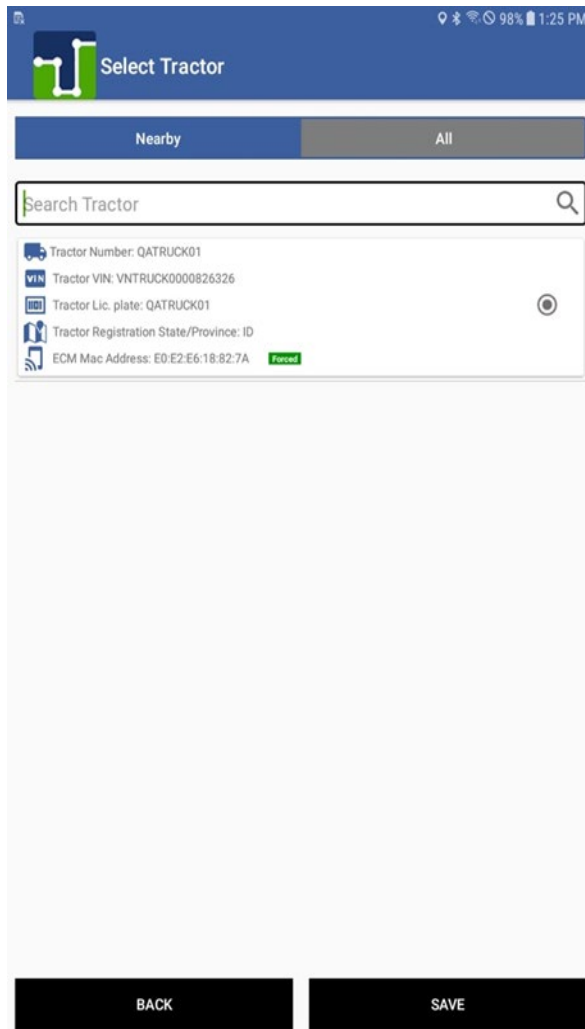 98% 1:25 PM
Select Tractor
Nearby
All
Search Tractor
Tractor Number: QATRUCK01
VIN
Tractor VIN: VNTRUCK0000826326
Tractor Lic. plate: QATRUCK01
Tractor Registration State/Province: ID
ECM Mac Address: E0:E2:E6:18:82:7A Forced
BACK
SAVE